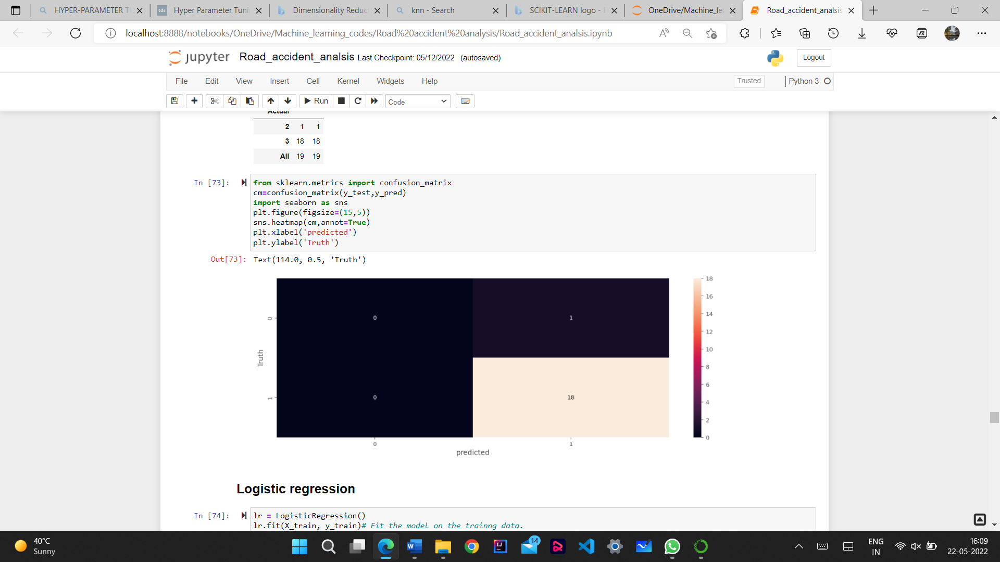 HYPER-PARAMETER T
tds Hyper Parameter Tuni
Dimensionality Reduc
knn - Search
SCIKIT-LEARN logo -
OneDrive/Machine_le
Road_accident_analsis
localhost:8888/notebooks/OneDrive/Machine_learning_codes/Road%20accident%20analysis/Road_accident_analsis.ipynb
jupyter Road_accident_analsis Last Checkpoint: 05/12/2022 (autosaved)
Logout
File Edit View Insert Cell Kernel Widgets Help
Trusted Python 3
Run Code
Actual
2 1 1
3 18 18
All 19 19
In [73]:
from sklearn.metrics import confusion_matrix
cm=confusion_matrix(y_test,y_pred)
import seaborn as sns
plt.figure(figsize=(15,5))
sns.heatmap(cm,annot=True)
plt.xlabel('predicted')
plt.ylabel('Truth')
Out[73]: Text(114.0, 0.5, 'Truth')
0 1
0 18
0
1
Truth
0 1
predicted
18
16
14
12
10
8
6
4
2
0
Logistic regression
In [74]:
lr = LogisticRegression()
lr.fit(X_train, y_train)# Fit the model on the trainng data.
40°C
Sunny
IJ
14
ENG
IN
16:09
22-05-2022